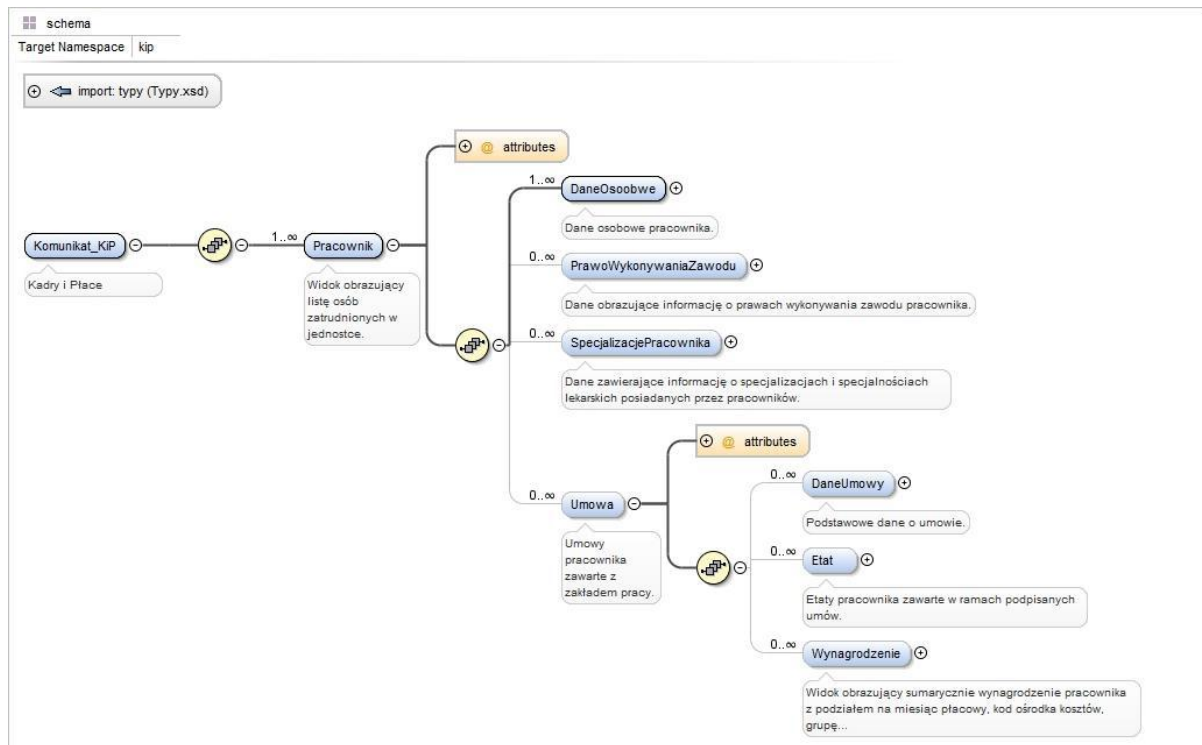 schema
Target Namespace kip
import: typy (Typy.xsd)
@ attributes
1..∞
DaneOsoobwe
Dane osobowe pracownika.
Komunikat_KiP
Kadry i Płace
1..∞
Pracownik
Widok obrazujący
listę osób
zatrudnionych w
jednostce.
0..∞
PrawoWykonywaniaZawodu
Dane obrazujące informację o prawach wykonywania zawodu pracownika.
0..∞
SpecjalizacjePracownika
Dane zawierające informację o specjalizacjach i specjalnościach
lekarskich posiadanych przez pracowników.
0..∞
Umowa
Umowy
pracownika
zawarte z
zakładem pracy.
@ attributes
0..∞
DaneUmowy
Podstawowe dane o umowie.
0..∞
Etat
Etaty pracownika zawarte w ramach podpisanych
umów.
0..∞
Wynagrodzenie
Widok obrazujący sumarycznie wynagrodzenie pracownika
z podziałem na miesiąc płacowy, kod ośrodka kosztów,
grupę...